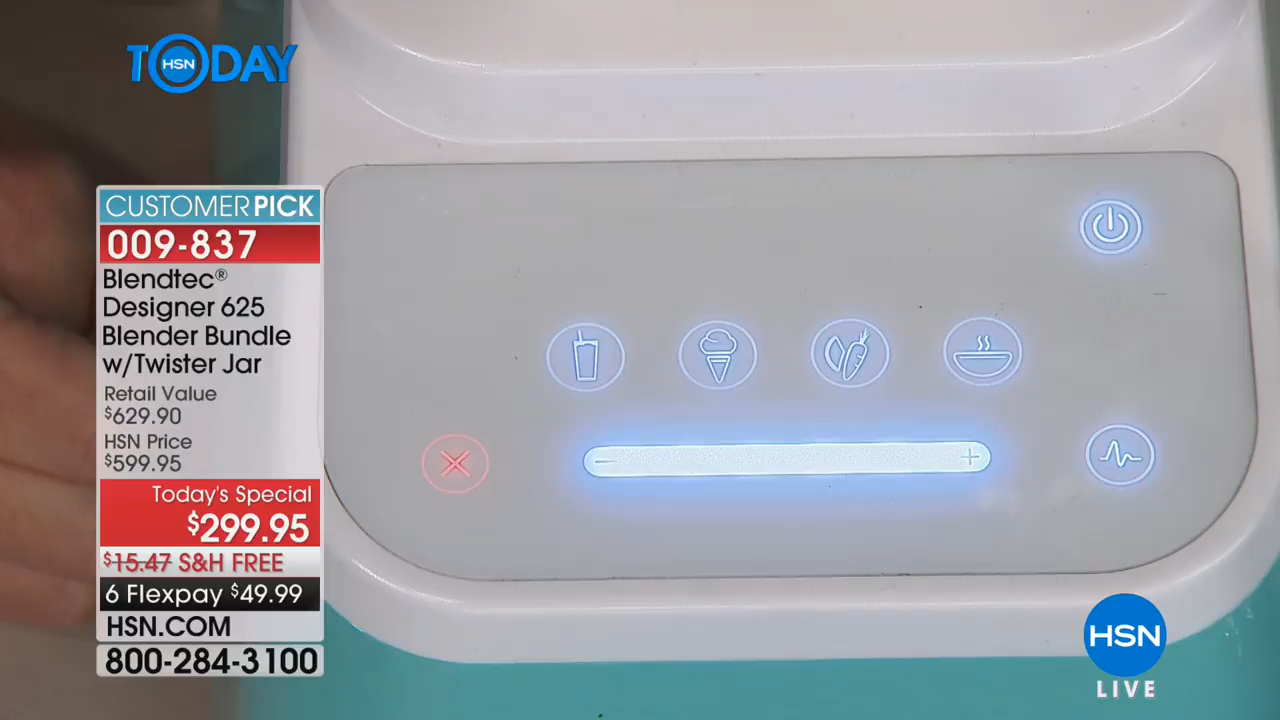 TODAY
HSN
CUSTOMER PICK
009-837
Blendtec®
Designer 625
Blender Bundle
w/Twister Jar
Retail Value
$629.90
HSN Price
$599.95
Today's Special
$299.95
$15.47 S&H FREE
6 Flexpay $49.99
HSN.COM
800-284-3100
− +
HSN
LIVE